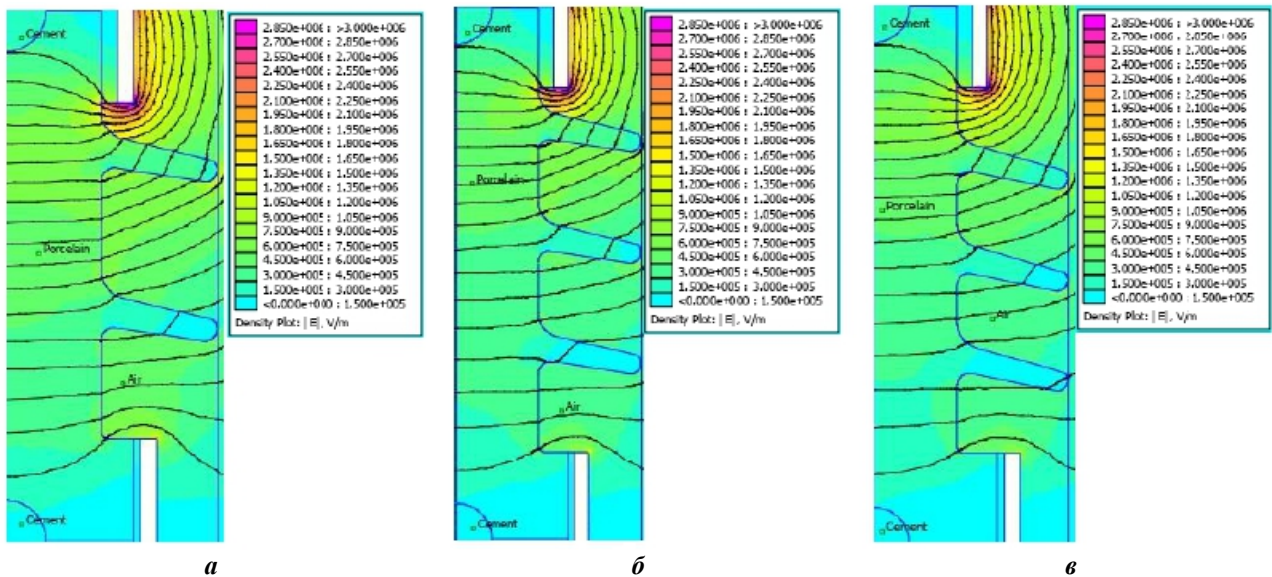 Cement
Porcelain
Air
Cement
2.850e+006 : >3.000e+006
2.700e+006 : 2.850e+006
2.550e+006 : 2.700e+006
2.400e+006 : 2.550e+006
2.250e+006 : 2.400e+006
2.100e+006 : 2.250e+006
1.950e+006 : 2.100e+006
1.800e+006 : 1.950e+006
1.650e+006 : 1.800e+006
1.500e+006 : 1.650e+006
1.350e+006 : 1.500e+006
1.200e+006 : 1.350e+006
1.050e+006 : 1.200e+006
9.000e+005 : 1.050e+006
7.500e+005 : 9.000e+005
6.000e+005 : 7.500e+005
4.500e+005 : 6.000e+005
3.000e+005 : 4.500e+005
1.500e+005 : 3.000e+005
<0.000e+000 : 1.500e+005
Density Plot: |E|, V/m
а
Cement
Porcelain
Air
Cement
2.850e+006 : >3.000e+006
2.700e+006 : 2.850e+006
2.550e+006 : 2.700e+006
2.400e+006 : 2.550e+006
2.250e+006 : 2.400e+006
2.100e+006 : 2.250e+006
1.950e+006 : 2.100e+006
1.800e+006 : 1.950e+006
1.650e+006 : 1.800e+006
1.500e+006 : 1.650e+006
1.350e+006 : 1.500e+006
1.200e+006 : 1.350e+006
1.050e+006 : 1.200e+006
9.000e+005 : 1.050e+006
7.500e+005 : 9.000e+005
6.000e+005 : 7.500e+005
4.500e+005 : 6.000e+005
3.000e+005 : 4.500e+005
1.500e+005 : 3.000e+005
<0.000e+000 : 1.500e+005
Density Plot: |E|, V/m
б
Cement
Porcelain
Air
Cement
2.850e+006 : >3.000e+006
2.700e+006 : 2.850e+006
2.550e+006 : 2.700e+006
2.400e+006 : 2.550e+006
2.250e+006 : 2.400e+006
2.100e+006 : 2.250e+006
1.950e+006 : 2.100e+006
1.800e+006 : 1.950e+006
1.650e+006 : 1.800e+006
1.500e+006 : 1.650e+006
1.350e+006 : 1.500e+006
1.200e+006 : 1.350e+006
1.050e+006 : 1.200e+006
9.000e+005 : 1.050e+006
7.500e+005 : 9.000e+005
6.000e+005 : 7.500e+005
4.500e+005 : 6.000e+005
3.000e+005 : 4.500e+005
1.500e+005 : 3.000e+005
<0.000e+000 : 1.500e+005
Density Plot: |E|, V/m
в